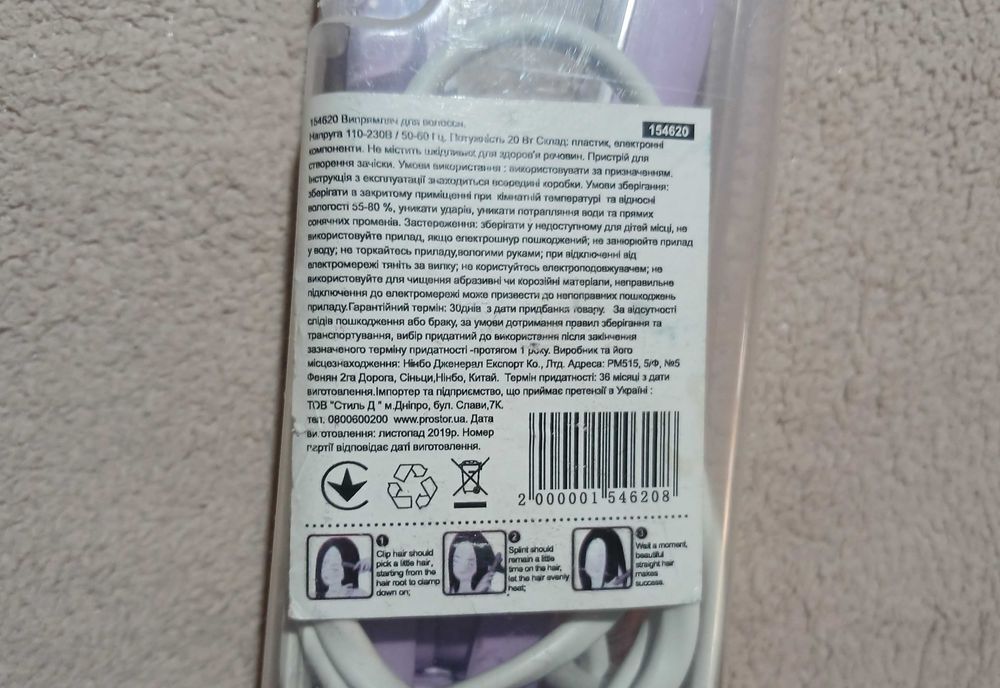 154620 Випрямляч для волосся.
154620
Напруга 110-230В / 50-60 Гц. Потужність 20 Вт Склад: пластик, електронні
компоненти. Не містить шкідливих для здоров'я речовин. Пристрій для
створення зачіски. Умови використання : використовувати за призначенням.
Інструкція з експлуатації знаходиться всередині коробки. Умови зберігання:
зберігати в закритому приміщенні при кімнатній температурі та відносні
вологості 55-80 %, уникати ударів, уникати потрапляння води та прямих
сонячних променів. Застереження: зберігати у недоступному для дітей місці, не
використовуйте прилад, якщо електрошнур пошкоджений; не занурюйте прилад
у воду; не торкайтесь приладу,вологими руками; при відключенні від
електромережі тяніть за вилку; не користуйтесь електроподовжувачем; не
використовуйте для чищення абразивні чи корозійні матеріали, неправильне
підключення до електромережі може призвести до непоправних пошкоджень
приладу.Гарантійний термін: 30днів з дати придбання товару. За відсутності
слідів пошкодження або браку, за умови дотримання правил зберігання та
транспортування, вибір придатний до використання після закінчення
зазначеного терміну придатності -протягом 1 року. Виробник та його
місцезнаходження: Нінбо Дженерал Експорт Ко., Лтд. Адреса: РМ515, 5/Ф, №5
Фенян 2га Дорога, Сіньци,Нінбо, Китай. Термін придатності: 36 місяці з дати
виготовлення.Імпортер та підприємство, що приймає претензії в Україні :
ТОВ "Стиль Д " м.Дніпро, бул. Слави,7К.
тел. 0800600200 www.prostor.ua. Дата
виготовлення: листопад 2019р. Номер
партії відповідає даті виготовлення.
2 000001 546208
1
Clip hair should
pick a little hair,
starting from the
hair root to clamp
down on;
2
Splint should
remain a little
time on the hair,
let the hair evenly
heat;
3
Wait a moment,
beautiful
straight hair
makes
success.